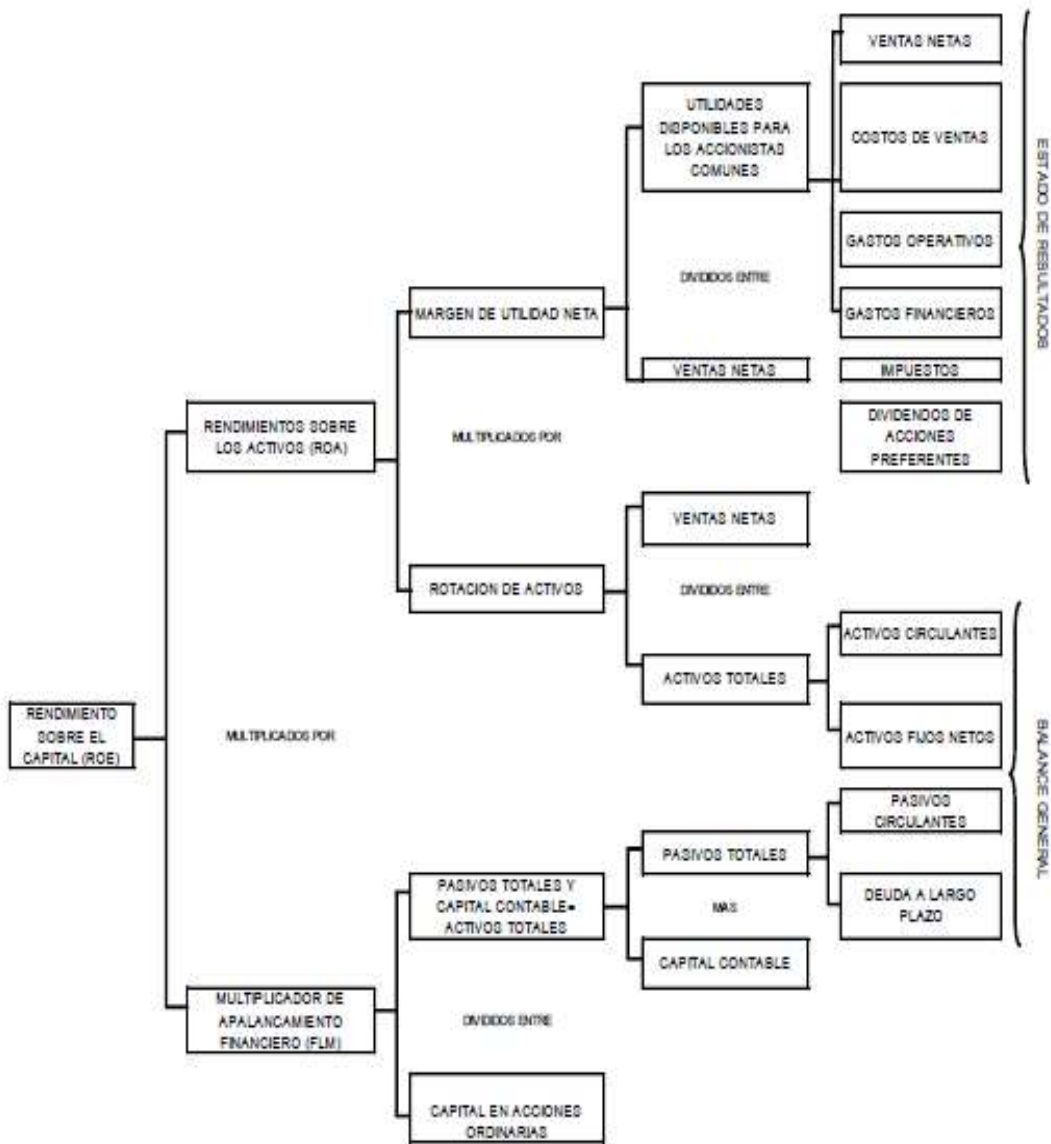 VENTAS NETAS
UTILIDADES
DISPONIBLES PARA
LOS ACCIONISTAS
COMUNES
COSTOS DE VENTAS
GASTOS OPERATIVOS
DIVIDIDOS ENTRE
MARGEN DE UTILIDAD NETA
GASTOS FINANCIEROS
VENTAS NETAS
IMPUESTOS
DIVIDENDOS DE
ACCIONES
PREFERENTES
ESTADO DE RESULTADOS
RENDIMIENTOS SOBRE
LOS ACTIVOS (ROA)
MULTIPLICADOS POR
VENTAS NETAS
ROTACION DE ACTIVOS
DIVIDIDOS ENTRE
ACTIVOS TOTALES
ACTIVOS CIRCULANTES
ACTIVOS FIJOS NETOS
RENDIMIENTO
SOBRE EL
CAPITAL (ROE)
MULTIPLICADOS POR
PASIVOS
CIRCULANTES
PASIVOS TOTALES
DEUDA A LARGO
PLAZO
BALANCE GENERAL
PASIVOS TOTALES Y
CAPITAL CONTABLE=
ACTIVOS TOTALES
MAS
CAPITAL CONTABLE
MULTIPLICADOR DE
APALANCAMIENTO
FINANCIERO (FLM)
DIVIDIDOS ENTRE
CAPITAL EN ACCIONES
ORDINARIAS